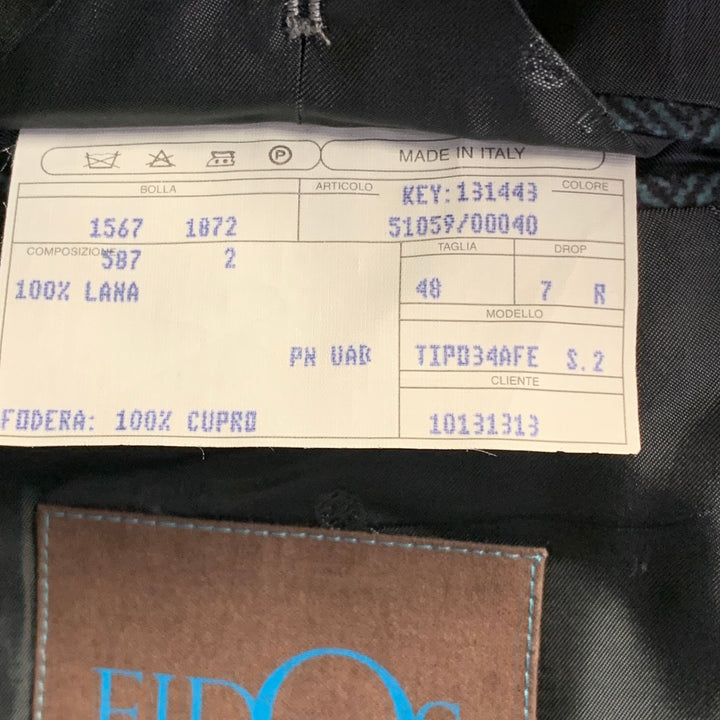 P MADE IN ITALY
BOLLA ARTICOLO KEY:131443 COLORE
1567 1872 51059/00040
COMPOSIZIONE 587 2 TAGLIA DROP
100% LANA 48 7 R
MODELLO
PN UAB TIPO34AFE S.2
CLIENTE
FODERA: 100% CUPRO 10131313
EIDOS